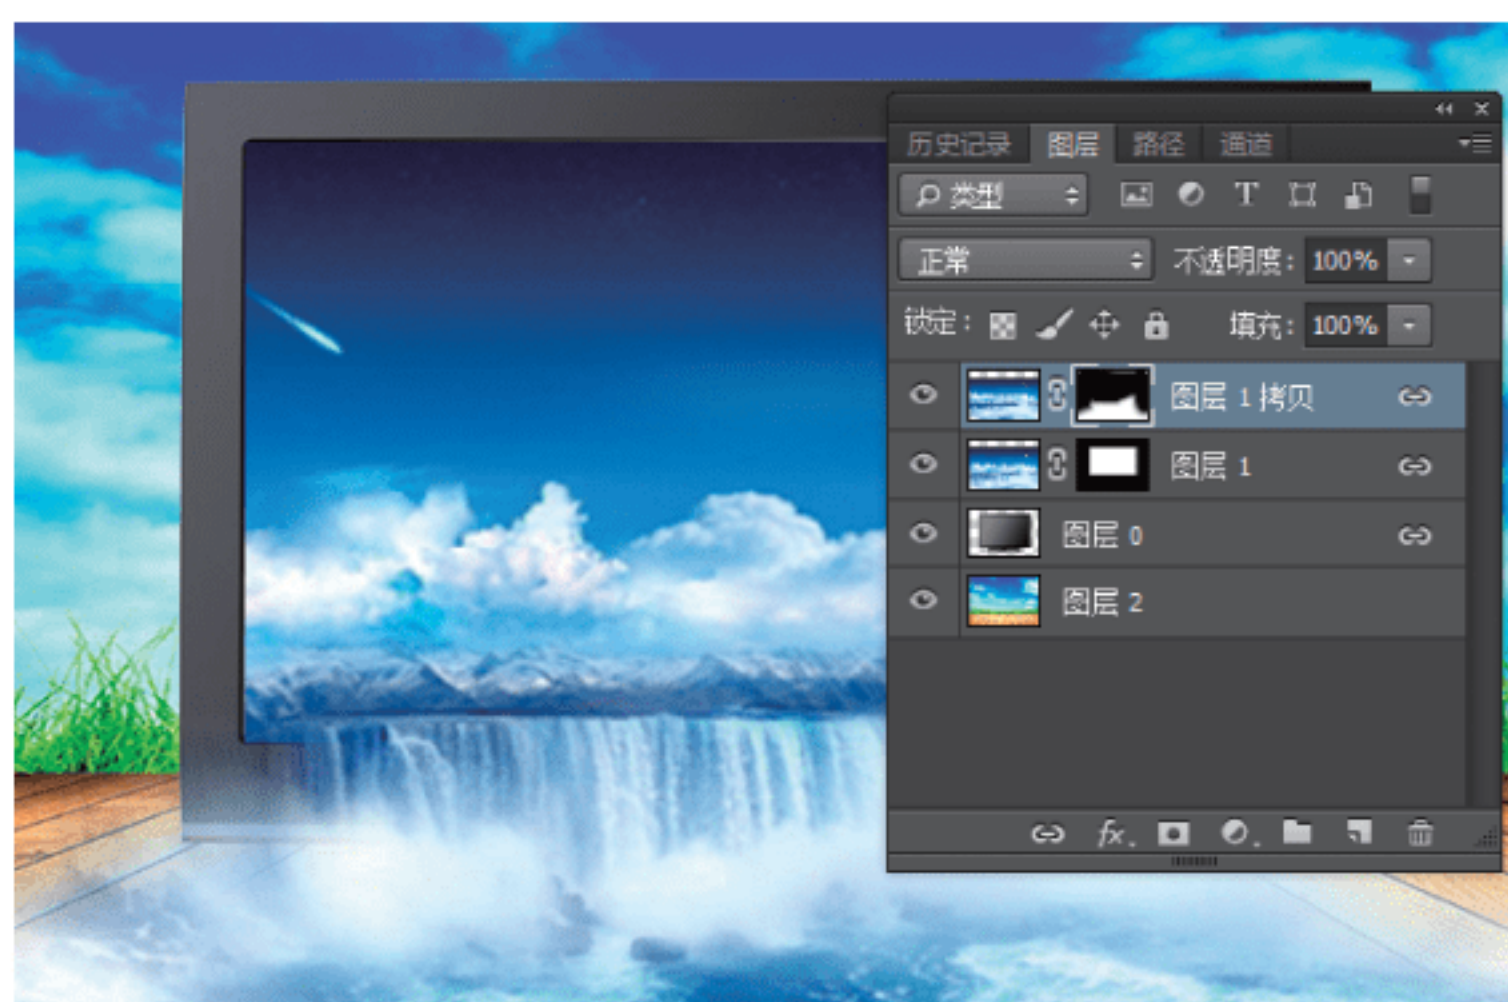 历史记录 图层 路径 通道
类型 T
正常 不透明度: 100%
锁定: 填充: 100%
图层 1 拷贝
图层 1
图层 0
图层 2
fx.